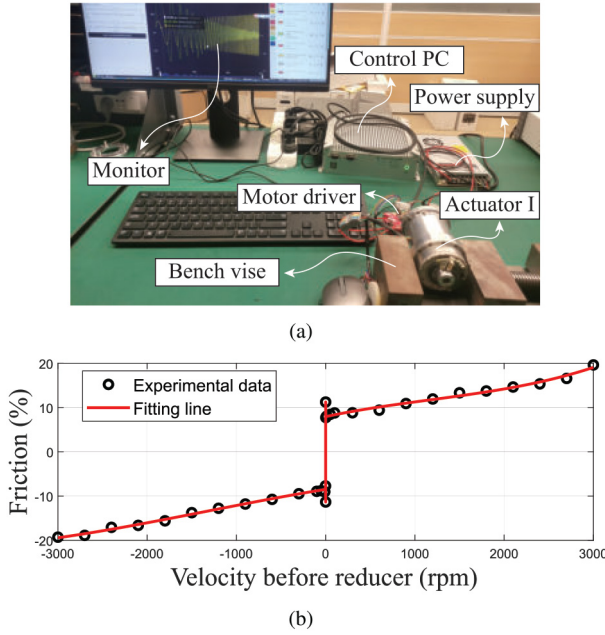 Control PC
Power supply
Monitor
Motor driver
Actuator I
Bench vise
(a)
20
10
0
-10
-20
Friction (%)
Experimental data
Fitting line
-3000
-2000
-1000
0
1000
2000
3000
Velocity before reducer (rpm)
(b)